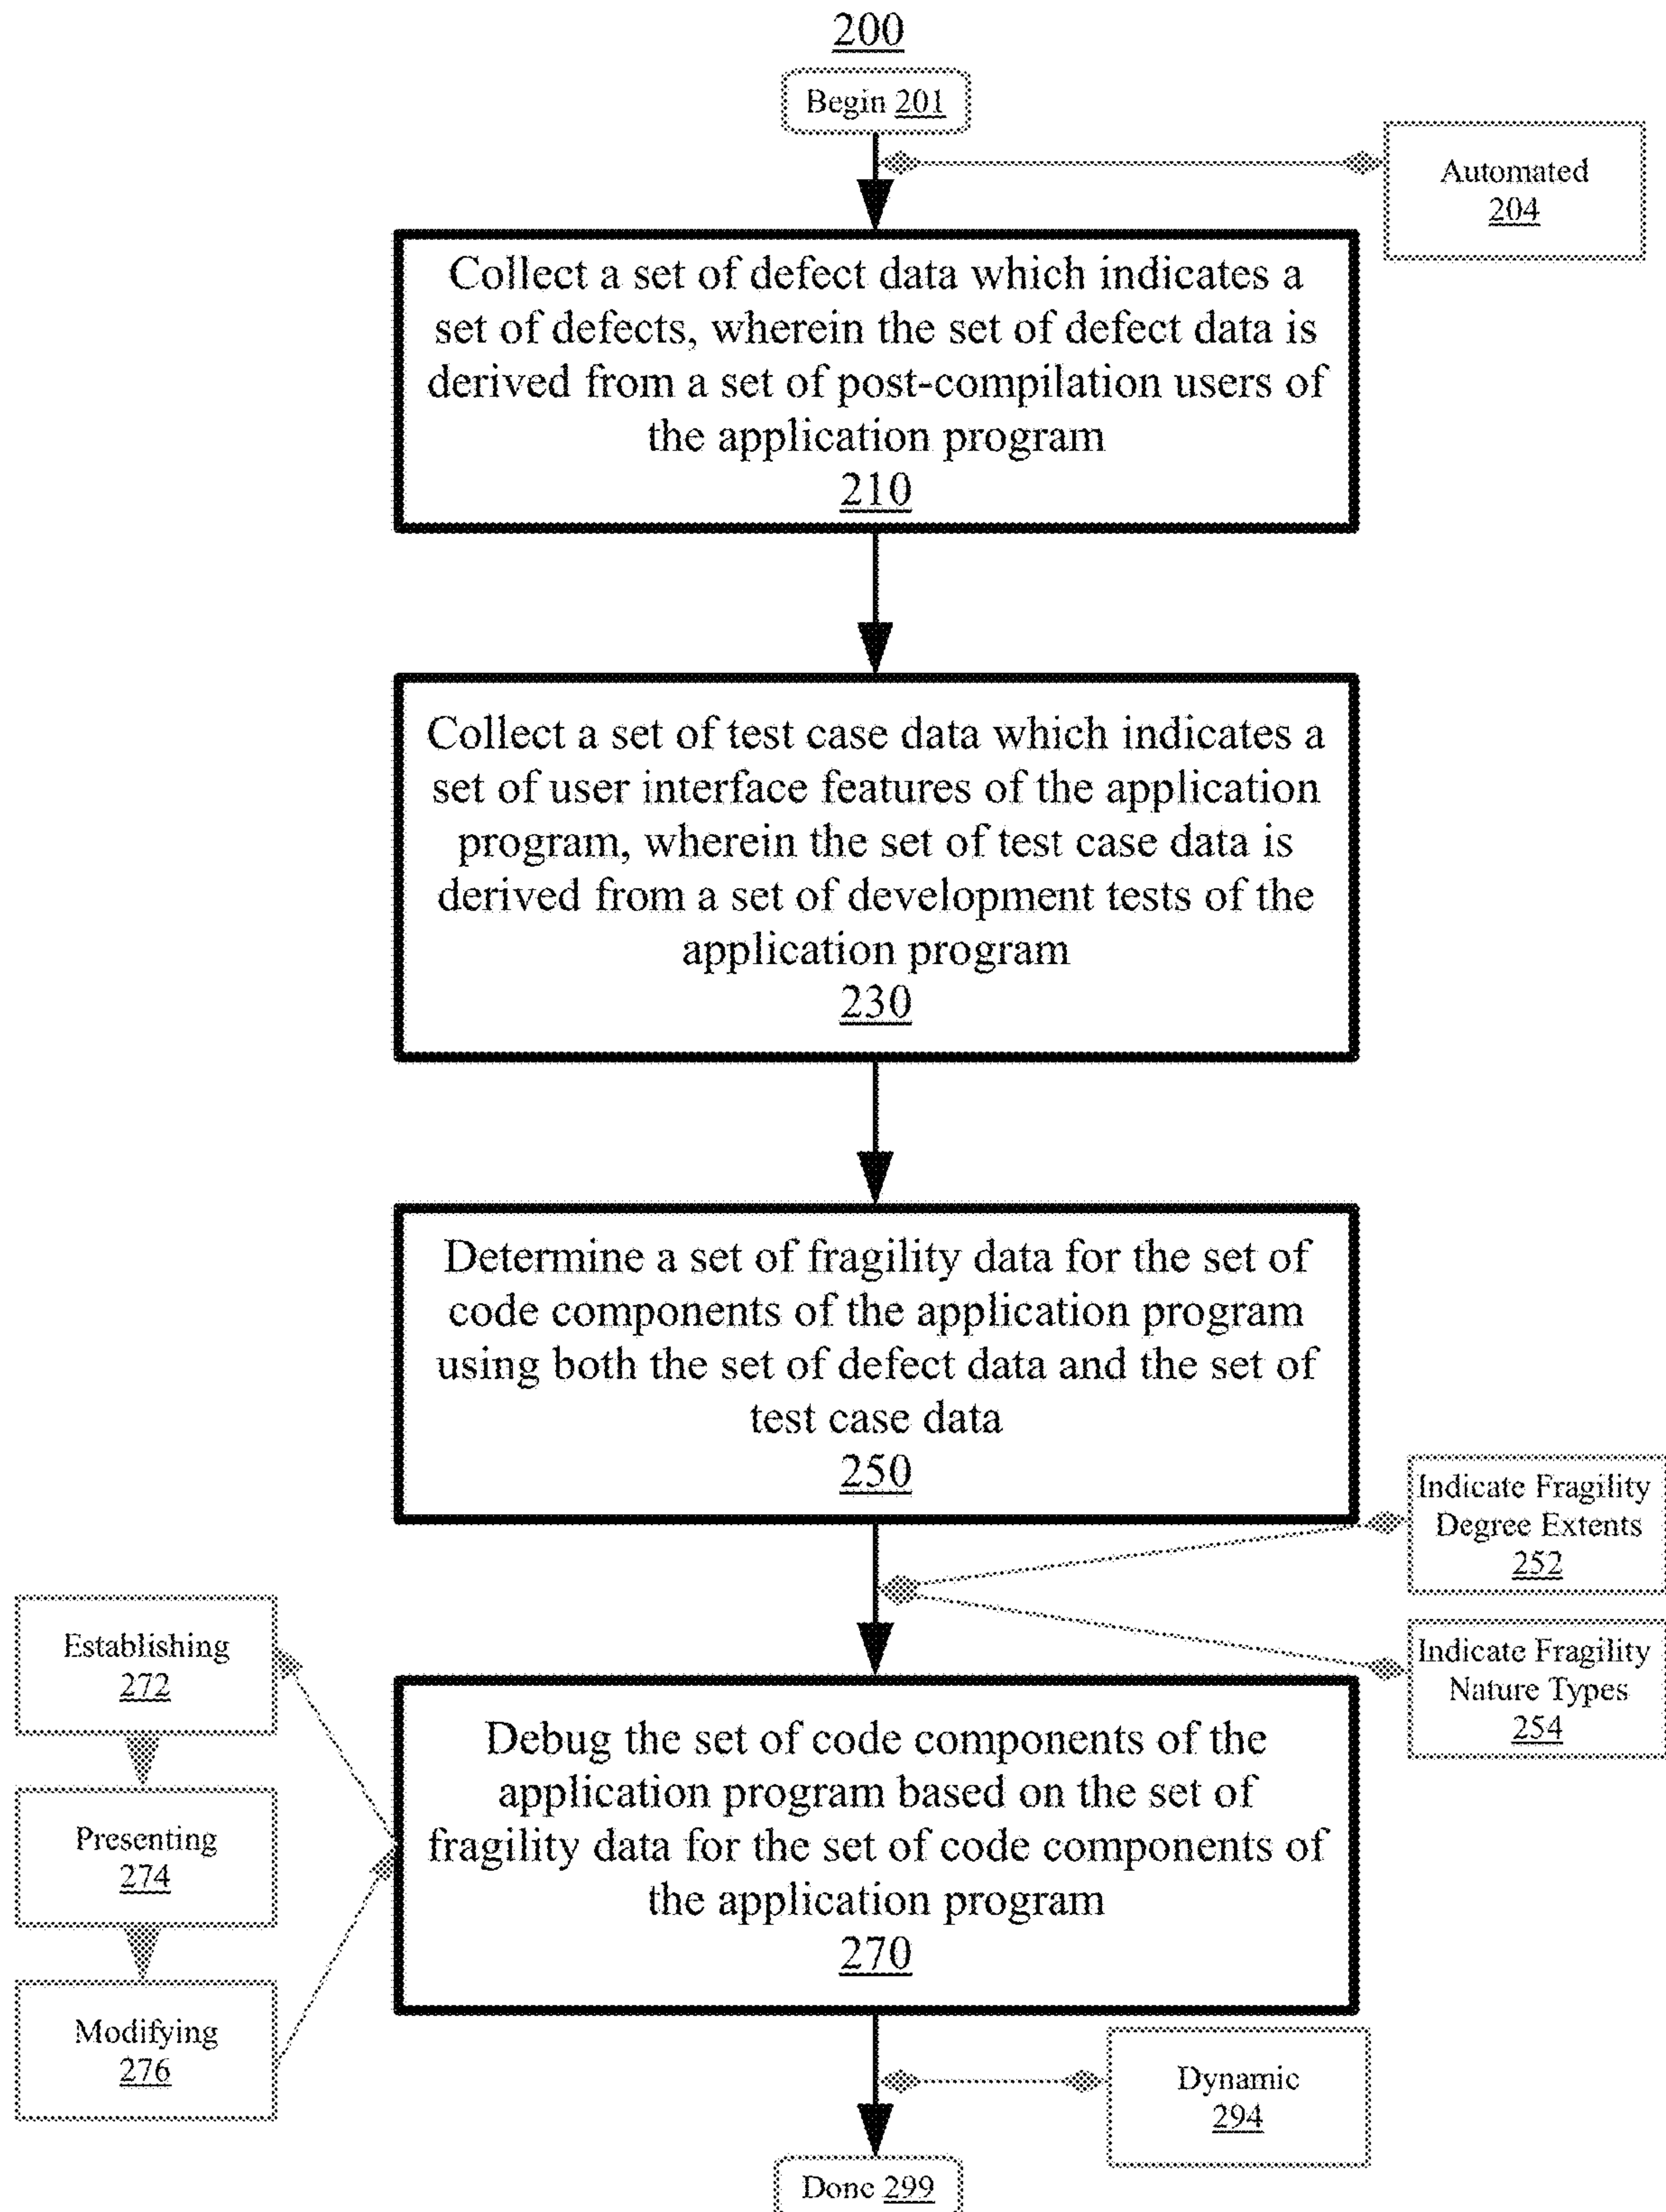 200
Begin 201
Automated
204
Collect a set of defect data which indicates a
set of defects, wherein the set of defect data is
derived from a set of post-compilation users of
the application program
210
Collect a set of test case data which indicates a
set of user interface features of the application
program, wherein the set of test case data is
derived from a set of development tests of the
application program
230
Determine a set of fragility data for the set of
code components of the application program
using both the set of defect data and the set of
test case data
250
Indicate Fragility
Degree Extents
252
Indicate Fragility
Nature Types
254
Establishing
272
Presenting
274
Modifying
276
Debug the set of code components of the
application program based on the set of
fragility data for the set of code components of
the application program
270
Dynamic
294
Done 299